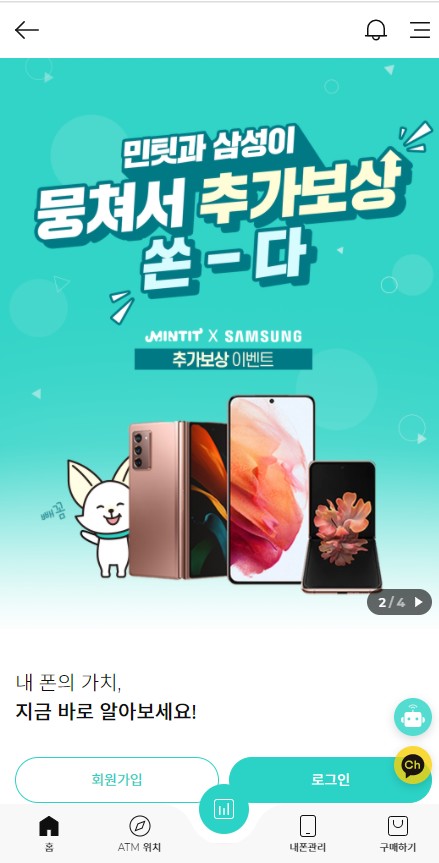 민팃과 삼성이
뭉쳐서 추가보상
쏜-다
MINTIT X SAMSUNG
추가보상 이벤트
빼꼼
2 / 4
내 폰의 가치,
지금 바로 알아보세요!
Ch
회원가입
로그인
홈
ATM 위치
내폰관리
구매하기